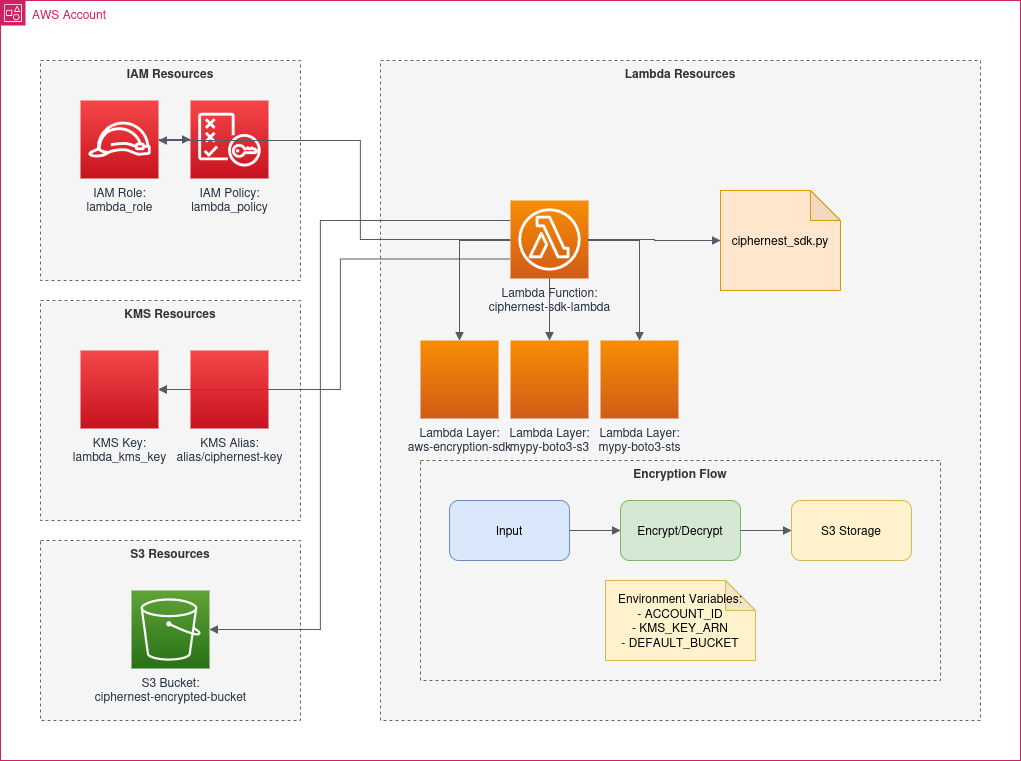 AWS Account
IAM Resources
IAM Role:
lambda_role
IAM Policy:
lambda_policy
KMS Resources
KMS Key:
lambda_kms_key
KMS Alias:
alias/ciphernest-key
S3 Resources
S3 Bucket:
ciphernest-encrypted-bucket
Lambda Resources
Lambda Function:
ciphernest-sdk-lambda
ciphernest_sdk.py
Lambda Layer:
aws-encryption-sdk
Lambda Layer:
mypy-boto3-s3
Lambda Layer:
mypy-boto3-sts
Encryption Flow
Input
Encrypt/Decrypt
S3 Storage
Environment Variables:
- ACCOUNT_ID
- KMS_KEY_ARN
- DEFAULT_BUCKET